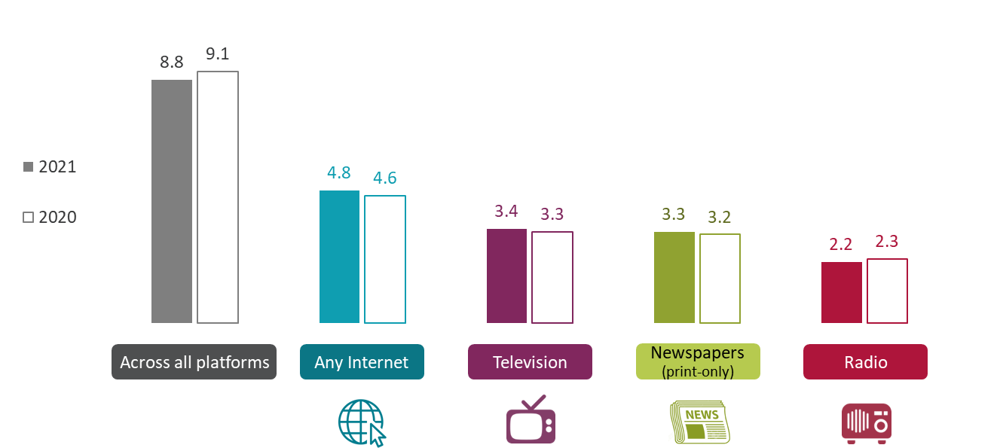 8.8
9.1
2021
2020
4.8
4.6
3.4
3.3
3.3
3.2
2.2
2.3
Across all platforms
Any Internet
Television
Newspapers
(print-only)
Radio
NEWS